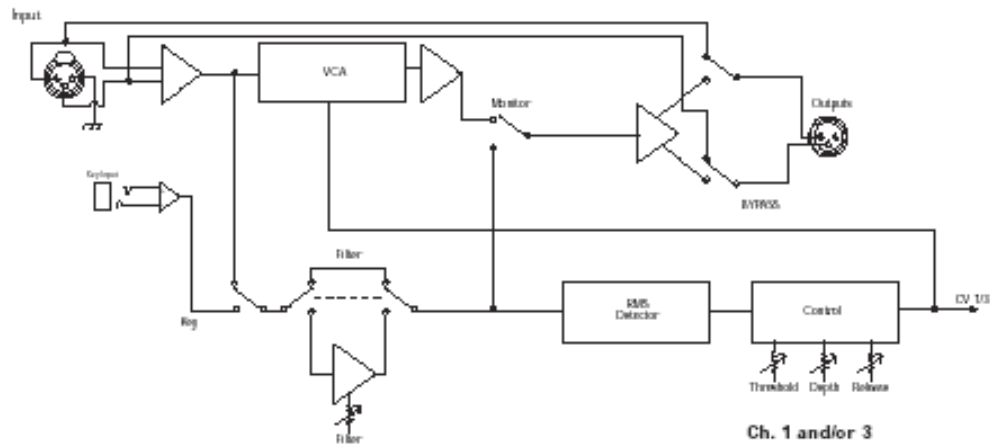 Input
VCA
Monitor
Outputs
Key Input
BYPASS
Filter
Key
RMS
Detector
Control
CV 1/3
Threshold Depth Release
Filter
Ch. 1 and/or 3